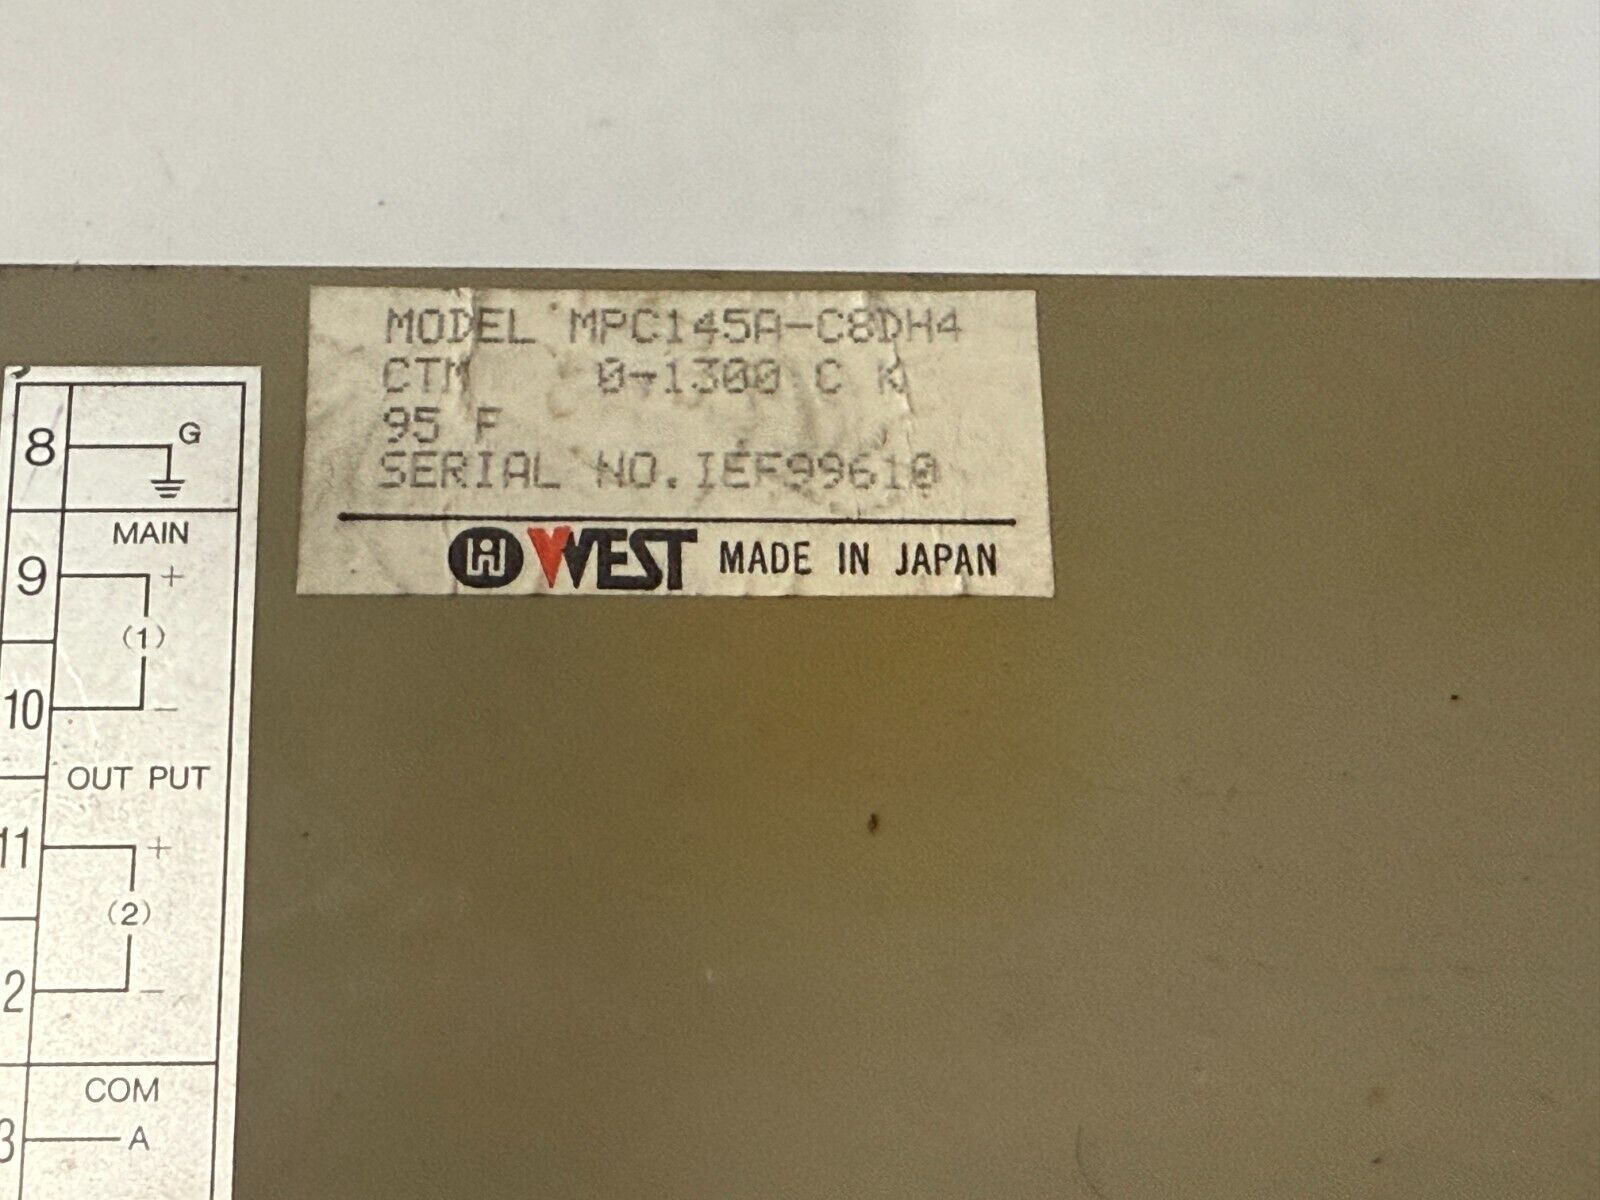 MODEL MPC145A-C8DH4
CTM 0-1300 C K
95 F
SERIAL NO.IEF99610
WEST MADE IN JAPAN
8 G
MAIN
9 +
(1)
10 -
OUT PUT
11 +
(2)
2 -
COM
3 A